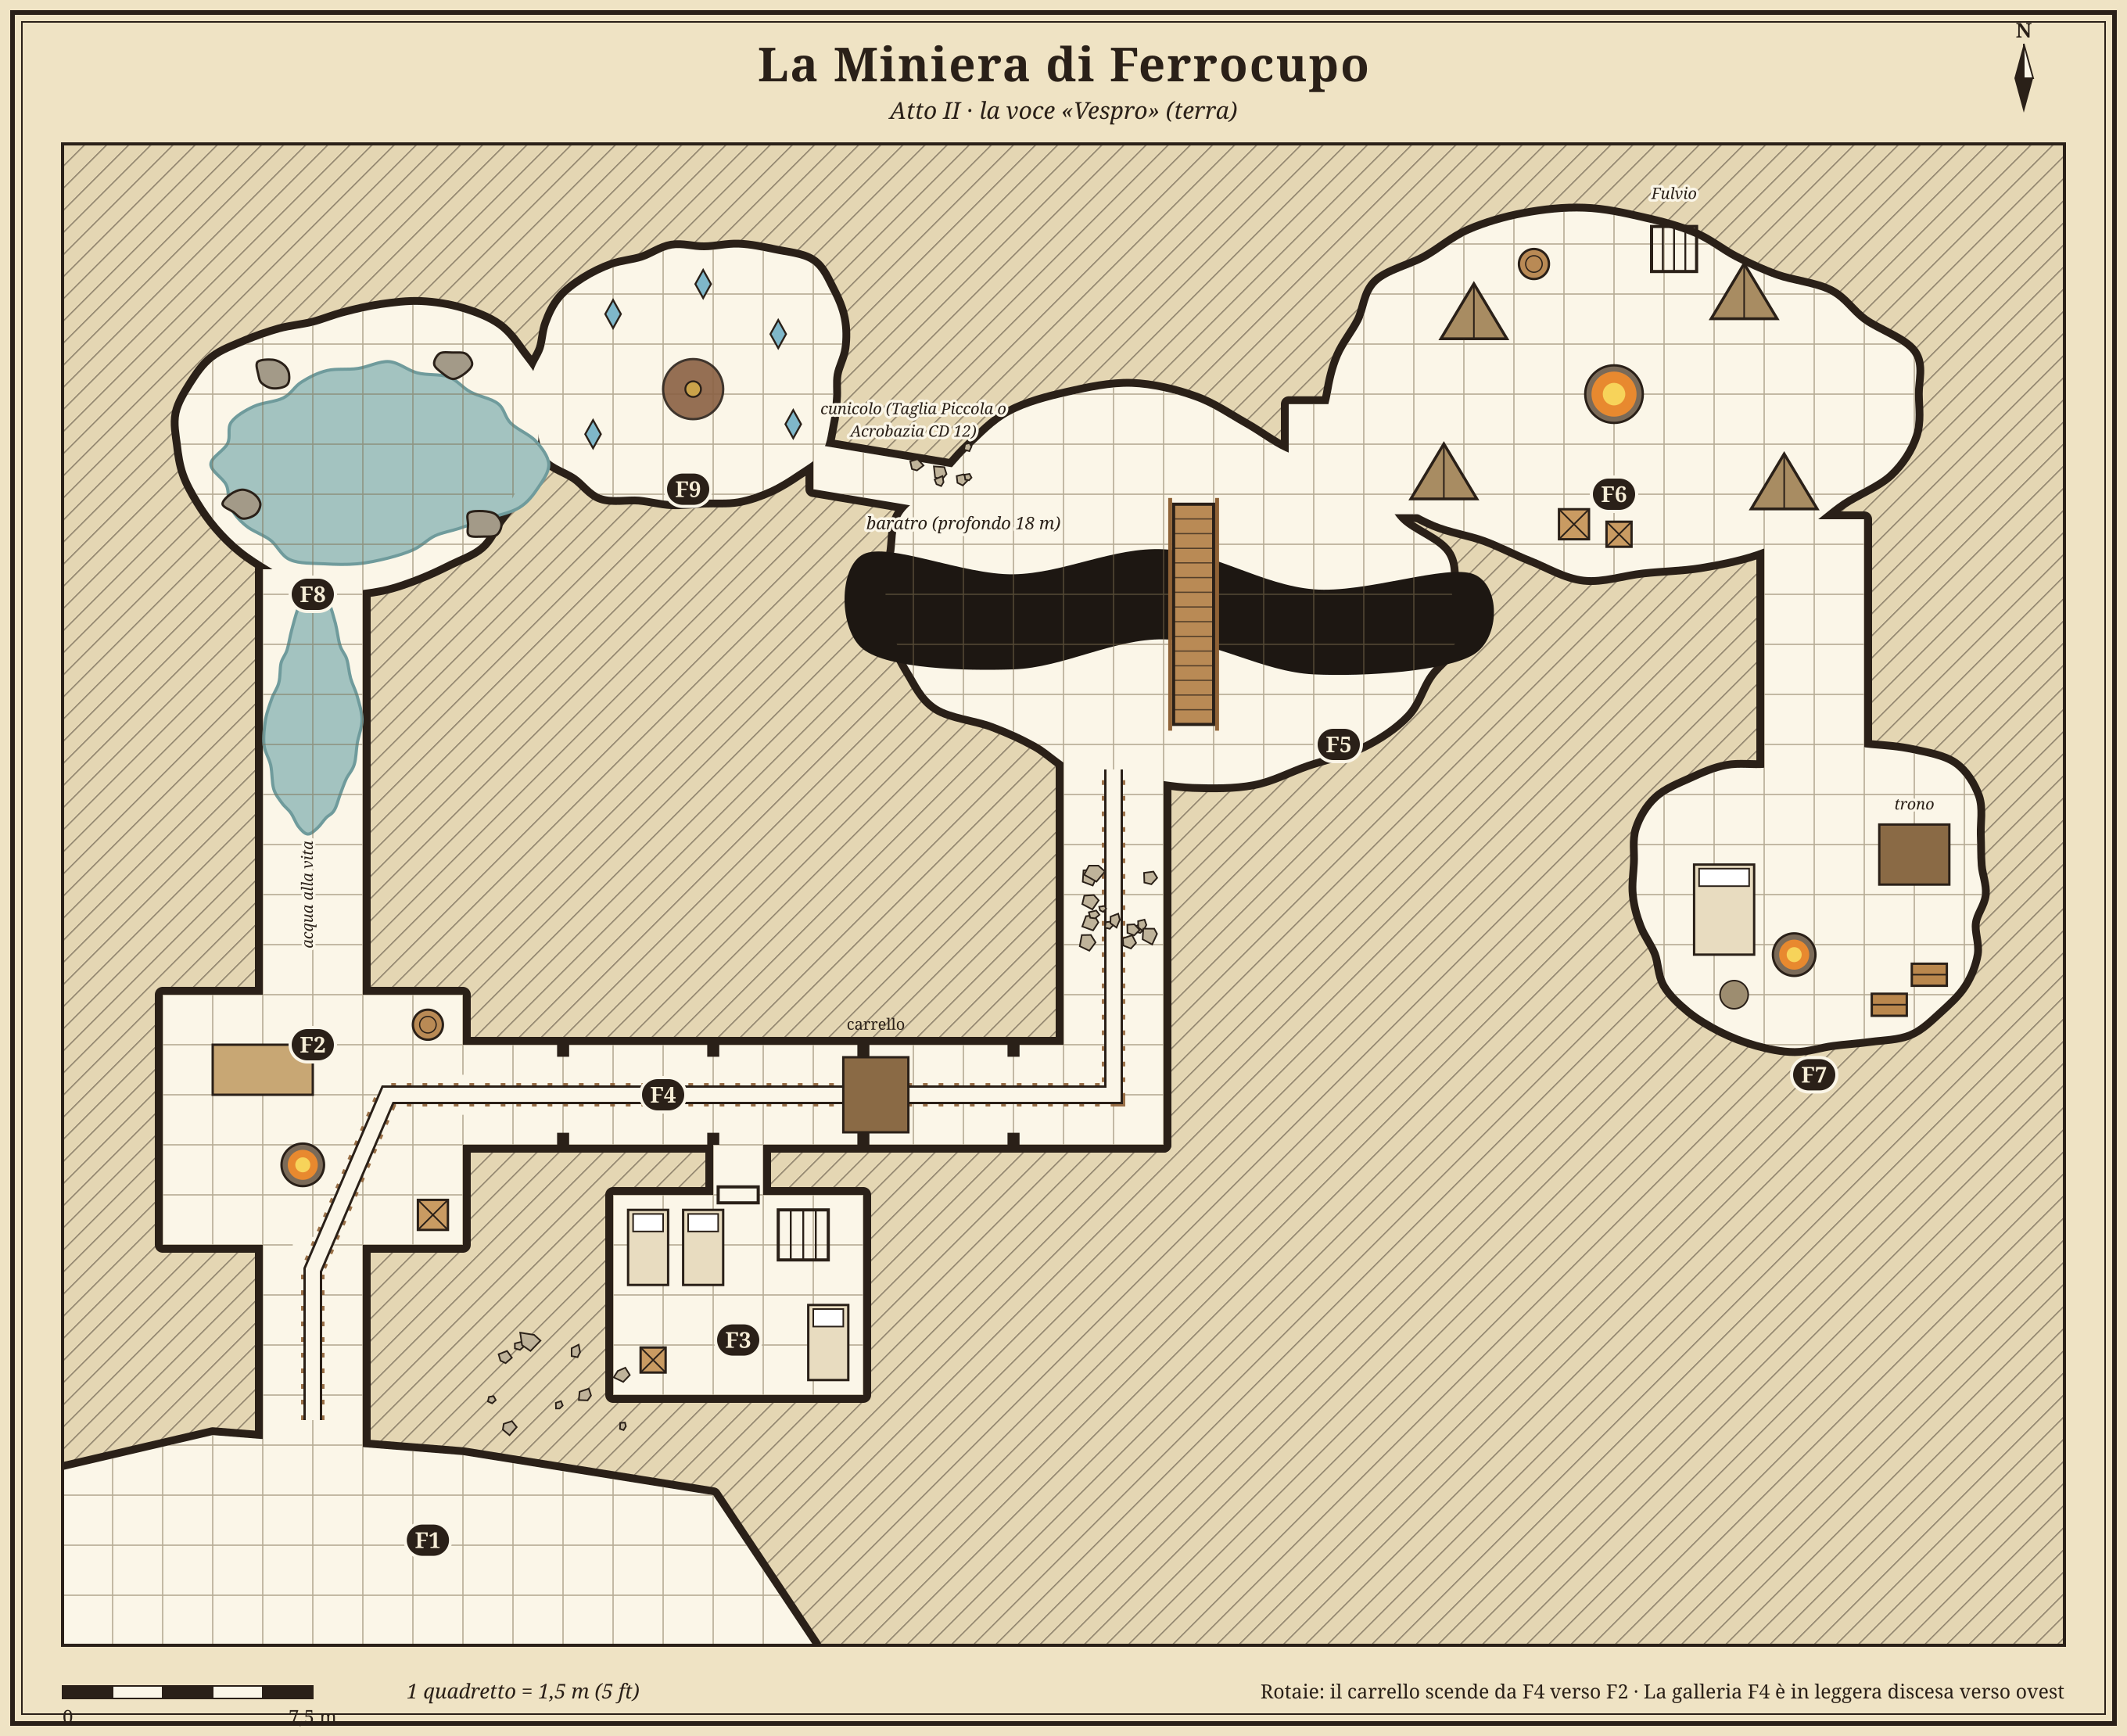 N
La Miniera di Ferrocupo
Atto II · la voce «Vespro» (terra)
Fulvio
cunicolo (Taglia Piccola o
Acrobazia CD 12)
F9
F6
baratro (profondo 18 m)
F8
F5
trono
acqua alla vita
carrello
F2
F4
F7
F3
F1
0
7,5 m
1 quadretto = 1,5 m (5 ft)
Rotaie: il carrello scende da F4 verso F2 · La galleria F4 è in leggera discesa verso ovest